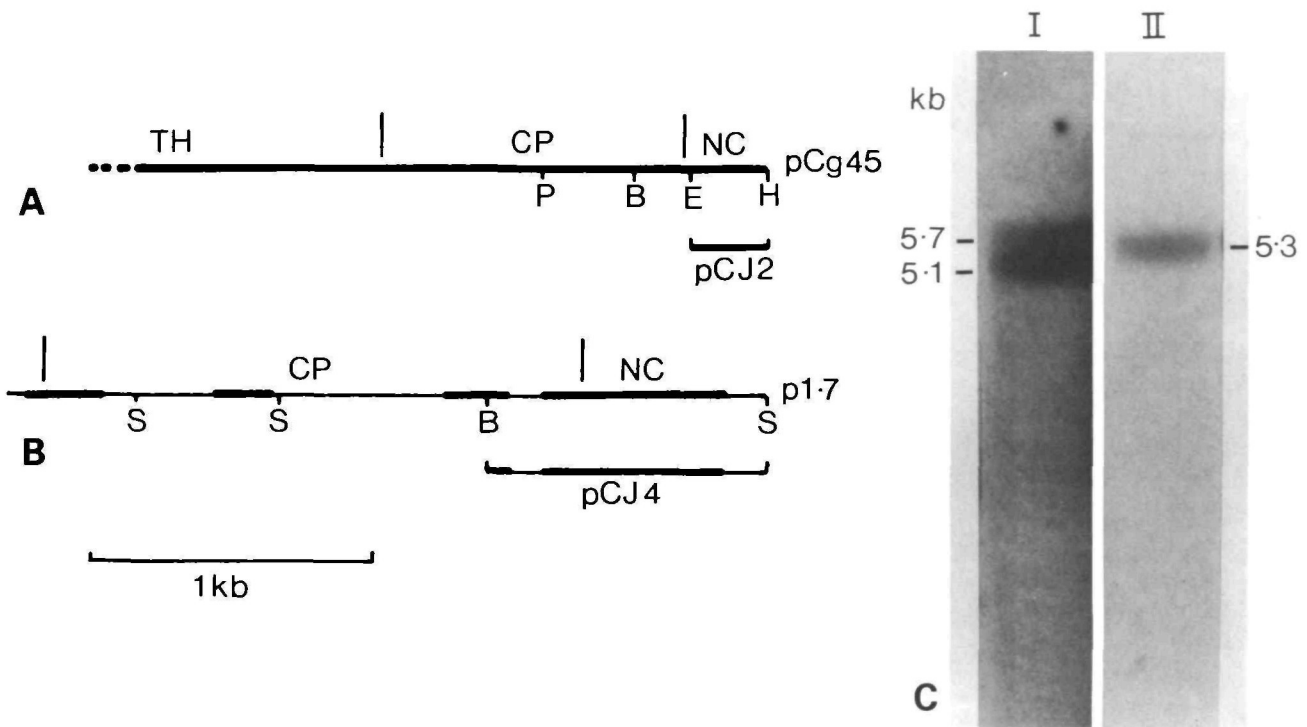 TH CP NC pCg45
A P B E H
pCJ2
CP NC p1·7
S S B S
B
pCJ4
1kb
I II
kb
5·7
5·3
5·1
C